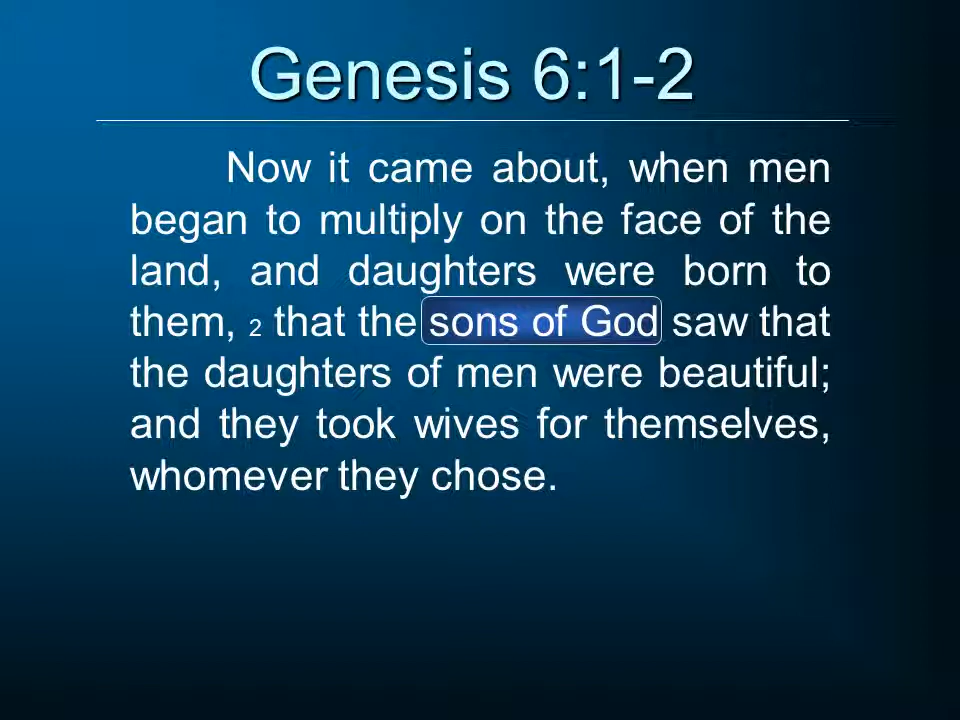 Genesis 6:1-2
Now it came about, when men
began to multiply on the face of the
land, and daughters were born to
them, 2 that the sons of God saw that
the daughters of men were beautiful;
and they took wives for themselves,
whomever they chose.